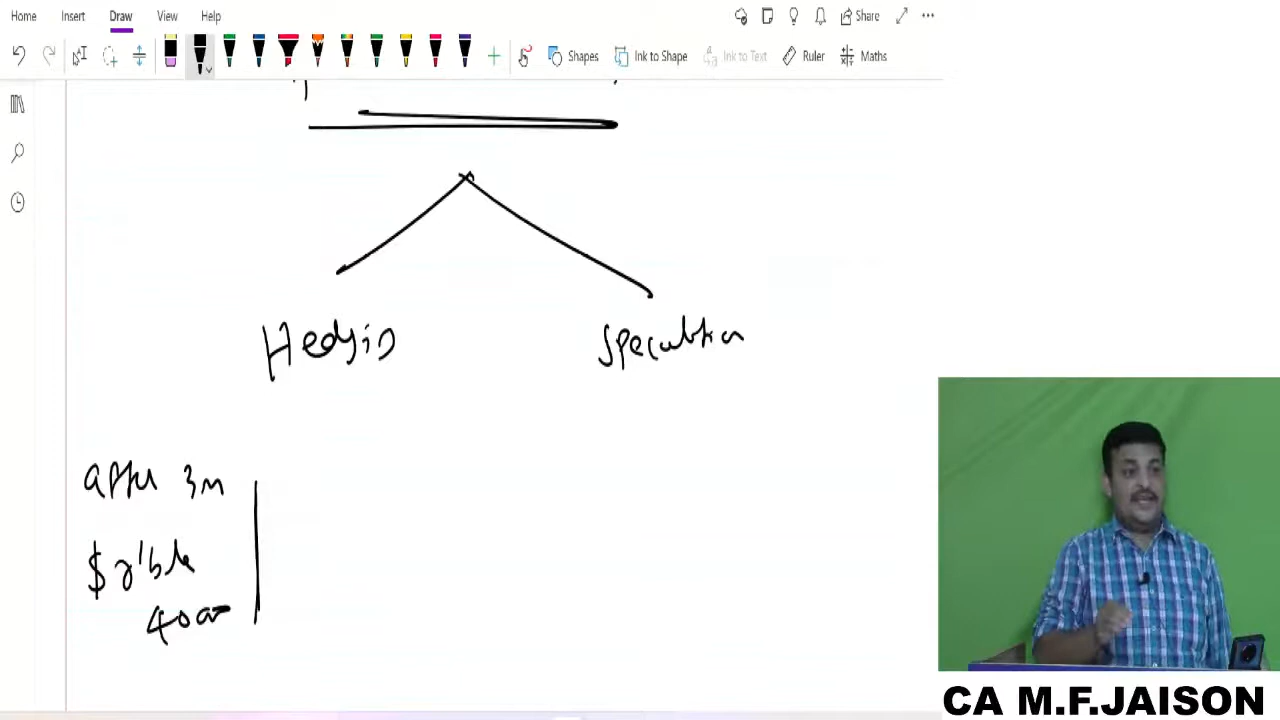 Home Insert Draw View Help Share
Shapes Ink to Shape Ink to Text Ruler Maths
Hedgin Speculation
after 3m
$ r'ble
4000
CA M.F.JAISON